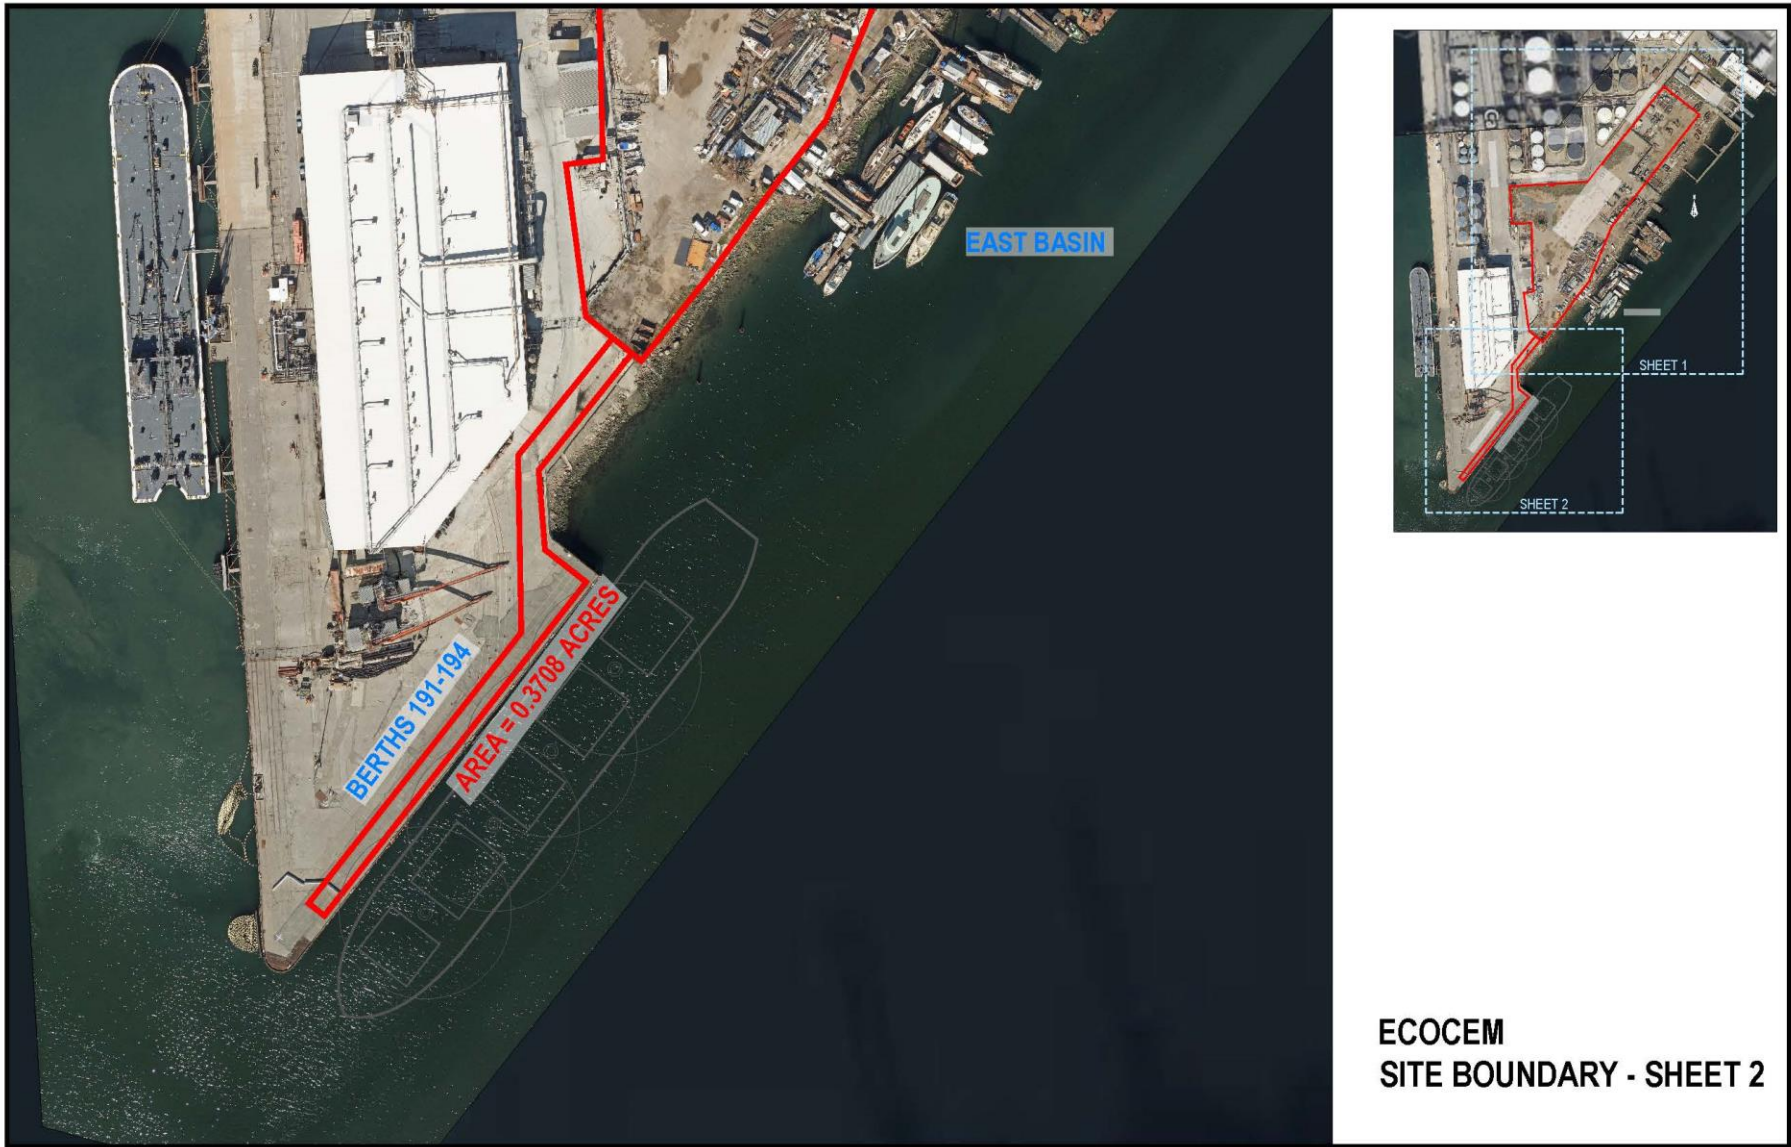 EAST BASIN
BERTHS 191-194
AREA = 0.3708 ACRES
SHEET 1
SHEET 2
ECOCEM
SITE BOUNDARY - SHEET 2